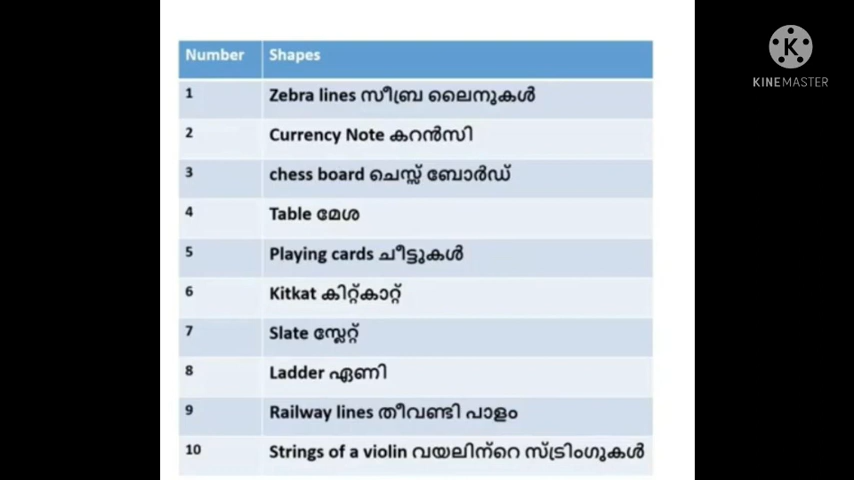 Number Shapes
1 Zebra lines സീബ്ര ലൈനുകൾ
2 Currency Note കറൻസി
3 chess board ചെസ്സ് ബോർഡ്
4 Table മേശ
5 Playing cards ചീട്ടുകൾ
6 Kitkat കിറ്റ്കാറ്റ്
7 Slate സ്ലേറ്റ്
8 Ladder ഏണി
9 Railway lines തീവണ്ടി പാളം
10 Strings of a violin വയലിന്റെ സ്ട്രിംഗുകൾ
K
KINEMASTER